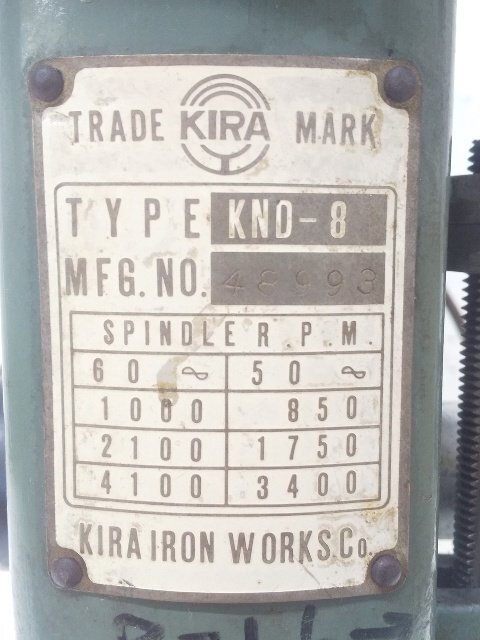 TRADE KIRA MARK
TYPE KND-8
MFG. NO. 48993
SPINDLE R.P.M.
60 ∞ 50 ∞
1000 850
2100 1750
4100 3400
KIRA IRON WORKS.Co.